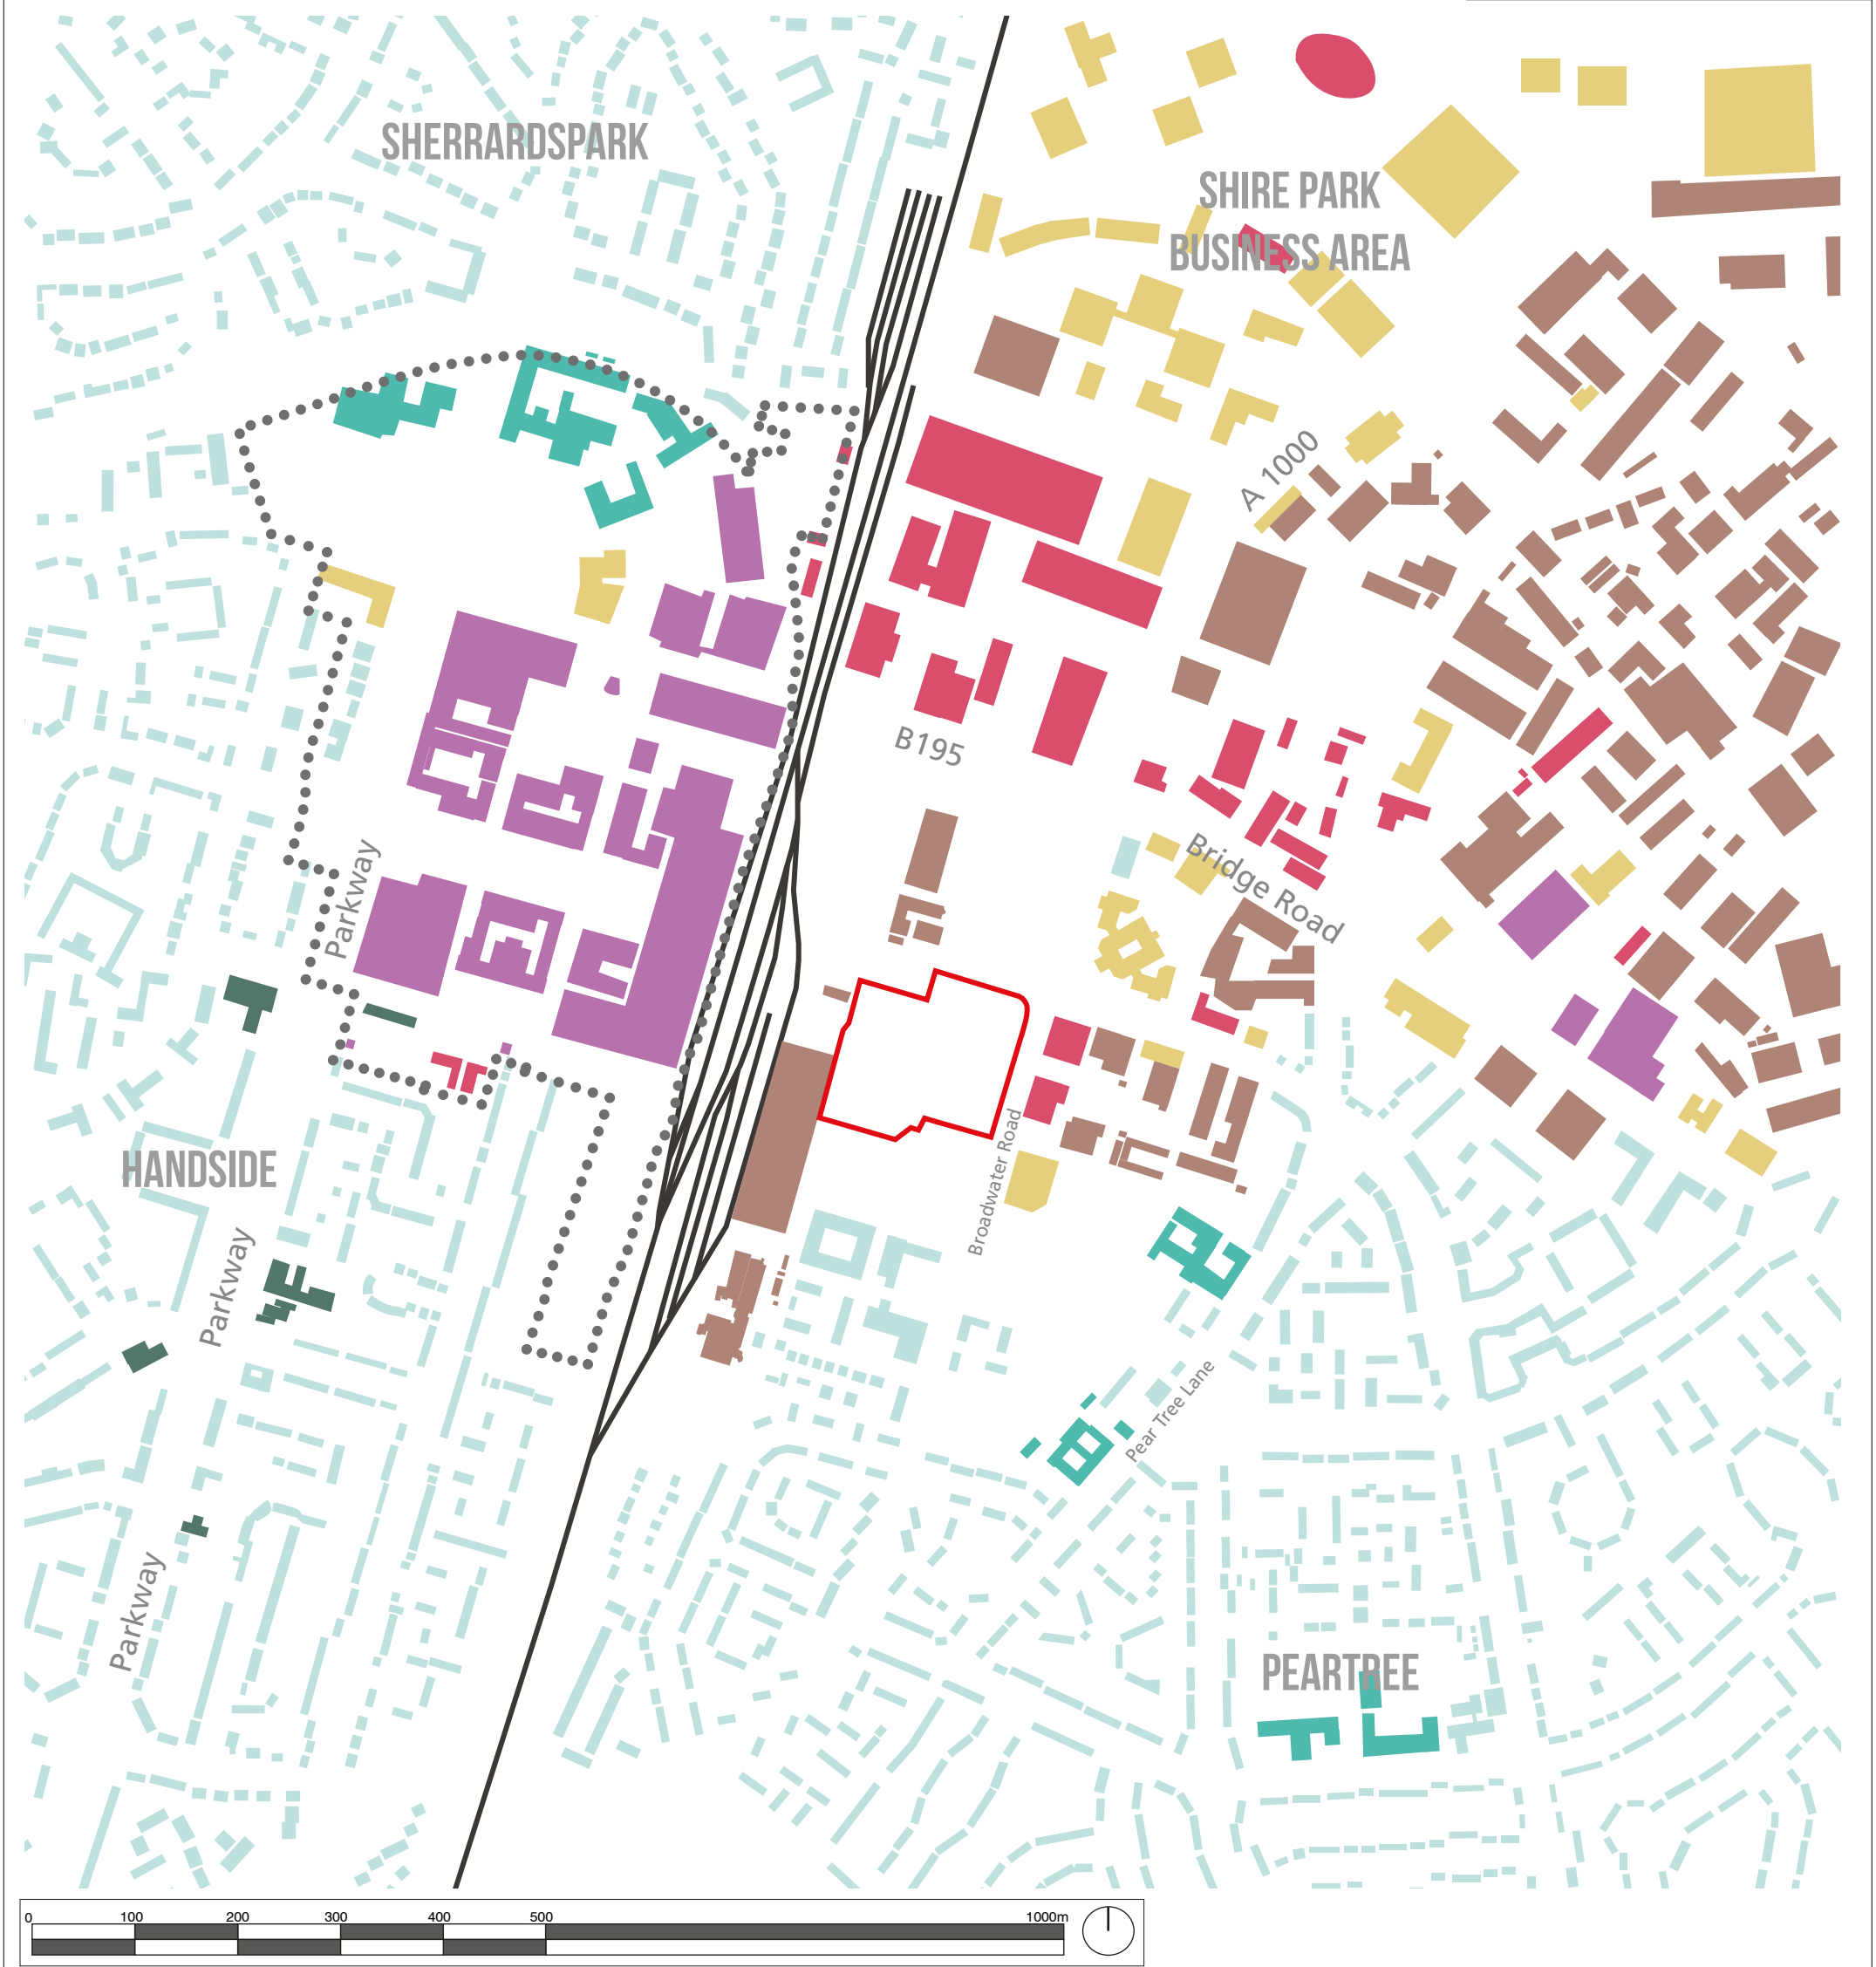 SHERRARDSPARK
SHIRE PARK
BUSINESS AREA
A 1000
B195
Bridge Road
Parkway
HANDSIDE
Broadwater Road
Parkway
Pear Tree Lane
Parkway
PEARTREE
0 100 200 300 400 500 1000m